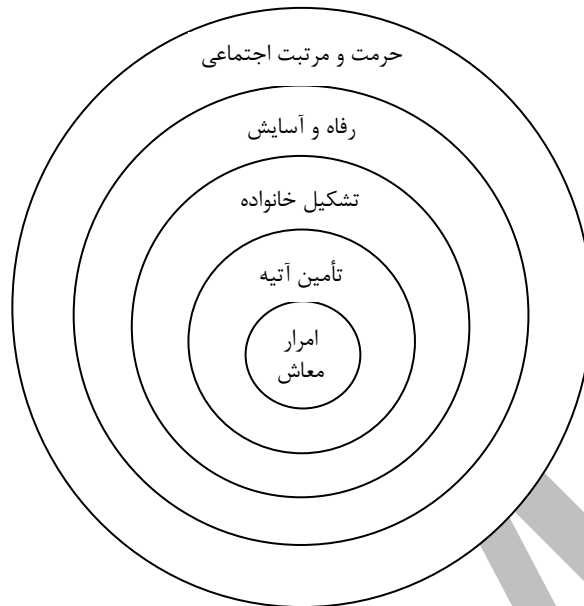 حرمت و مرتبت اجتماعی
رفاه و آسایش
تشکیل خانواده
تأمین آتیه
امرار
معاش